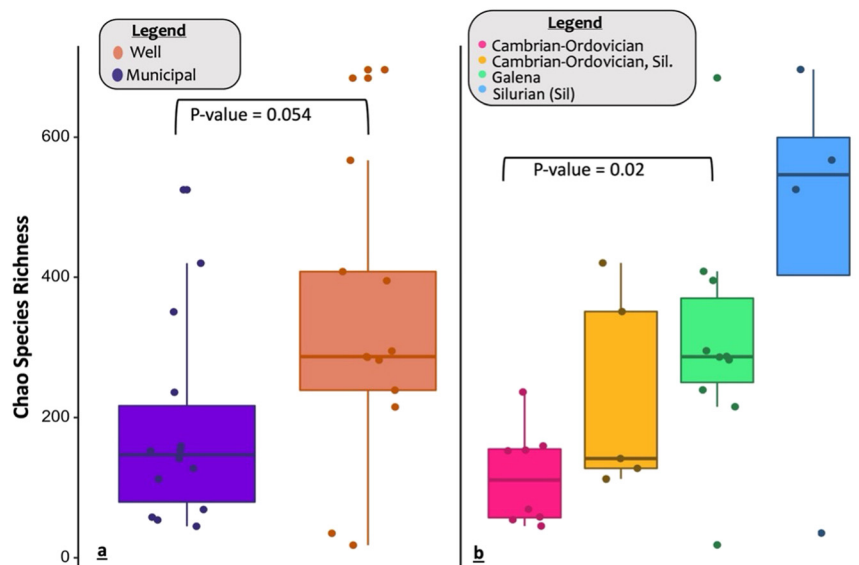 Legend
Well
Municipal
P-value = 0.054
600
400
200
0
Chao Species Richness
a
Legend
Cambrian-Ordovician
Cambrian-Ordovician, Sil.
Galena
Silurian (Sil)
P-value = 0.02
b